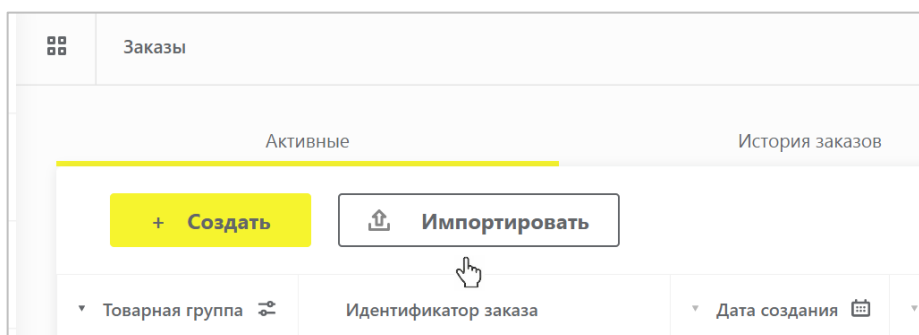 Заказы
Активные История заказов
+ Создать Импортировать
Товарная группа Идентификатор заказа Дата создания